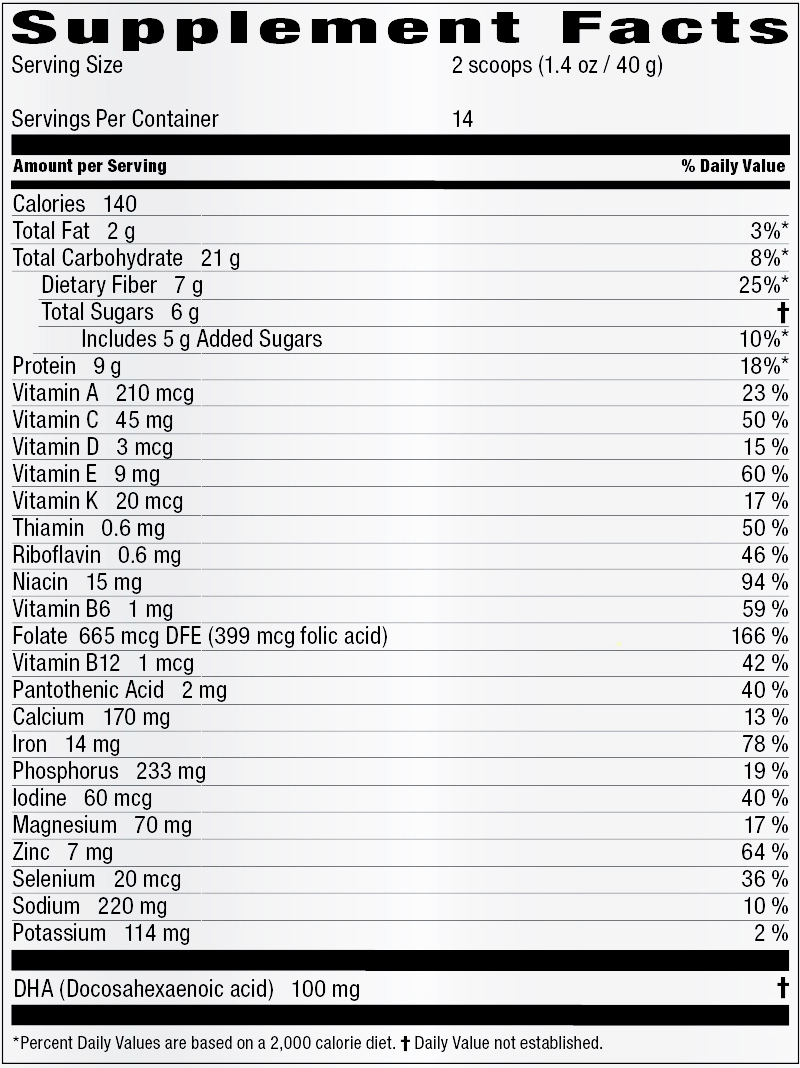 Supplement Facts
Serving Size 2 scoops (1.4 oz / 40 g)
Servings Per Container 14
Amount per Serving % Daily Value
Calories 140
Total Fat 2 g 3%*
Total Carbohydrate 21 g 8%*
Dietary Fiber 7 g 25%*
Total Sugars 6 g †
Includes 5 g Added Sugars 10%*
Protein 9 g 18%*
Vitamin A 210 mcg 23 %
Vitamin C 45 mg 50 %
Vitamin D 3 mcg 15 %
Vitamin E 9 mg 60 %
Vitamin K 20 mcg 17 %
Thiamin 0.6 mg 50 %
Riboflavin 0.6 mg 46 %
Niacin 15 mg 94 %
Vitamin B6 1 mg 59 %
Folate 665 mcg DFE (399 mcg folic acid) 166 %
Vitamin B12 1 mcg 42 %
Pantothenic Acid 2 mg 40 %
Calcium 170 mg 13 %
Iron 14 mg 78 %
Phosphorus 233 mg 19 %
Iodine 60 mcg 40 %
Magnesium 70 mg 17 %
Zinc 7 mg 64 %
Selenium 20 mcg 36 %
Sodium 220 mg 10 %
Potassium 114 mg 2 %
DHA (Docosahexaenoic acid) 100 mg †
*Percent Daily Values are based on a 2,000 calorie diet. † Daily Value not established.